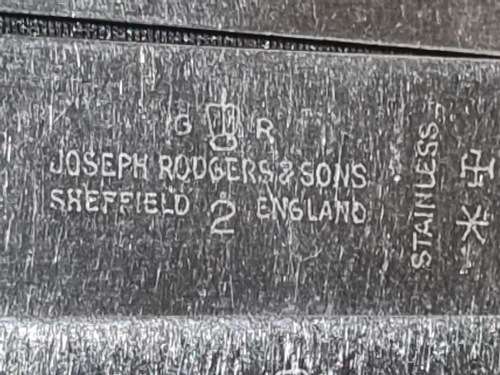 G R
JOSEPH RODGERS & SONS
SHEFFIELD 2 ENGLAND
STAINLESS